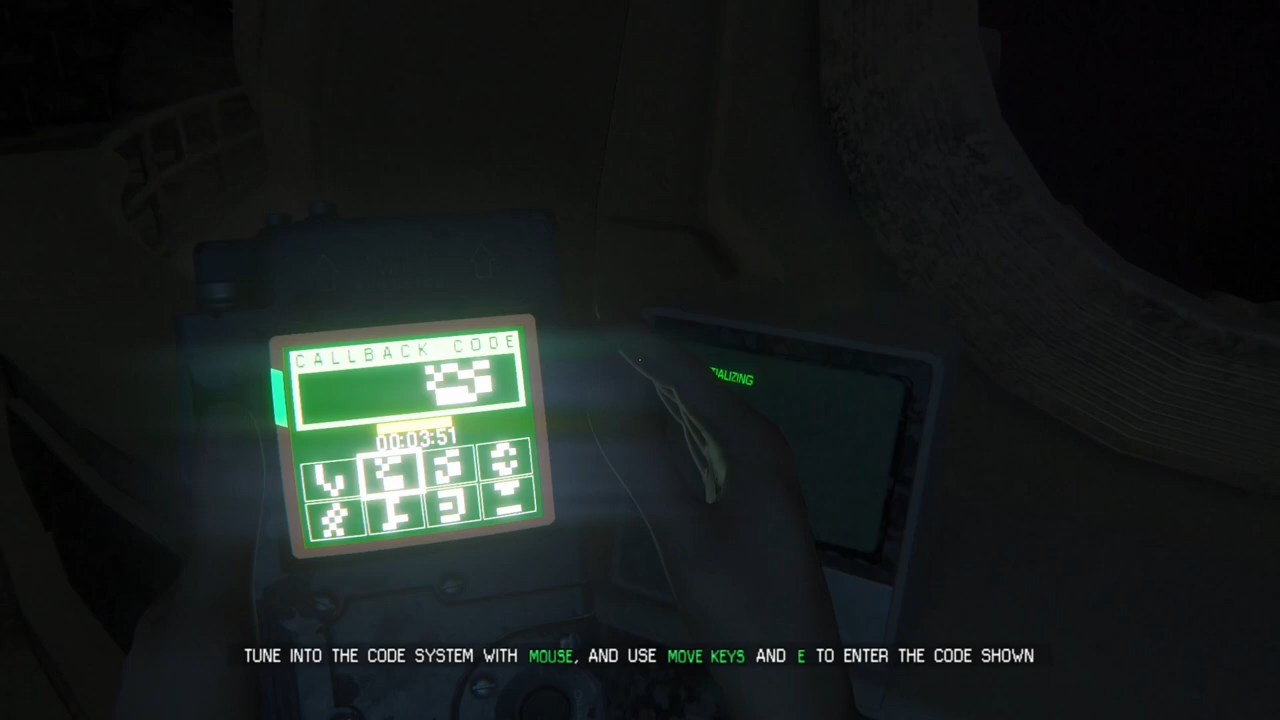 CALLBACK CODE
00:03:51
TIALIZING
TUNE INTO THE CODE SYSTEM WITH MOUSE, AND USE MOVE KEYS AND E TO ENTER THE CODE SHOWN